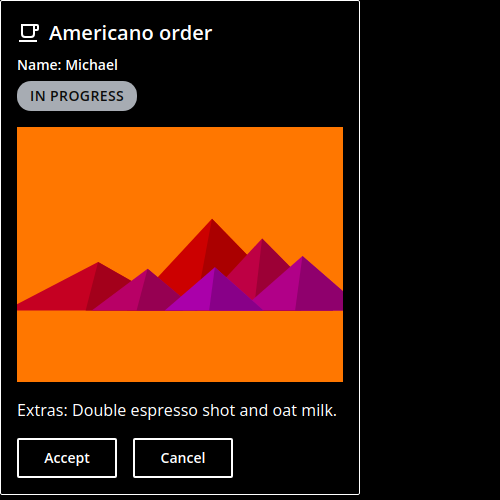 Americano order
Name: Michael
IN PROGRESS
Extras: Double espresso shot and oat milk.
Accept
Cancel